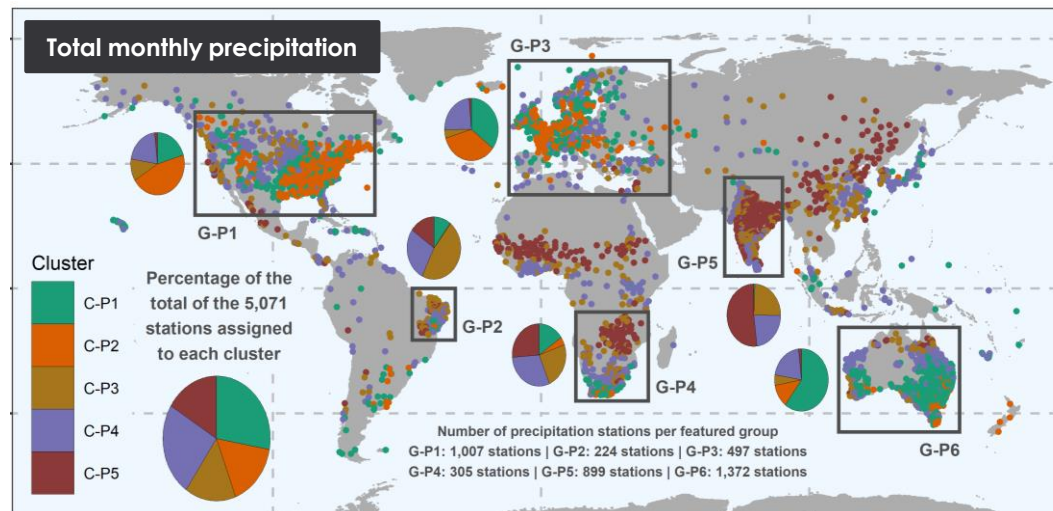 Total monthly precipitation
G-P3
G-P1
G-P5
Cluster
C-P1
C-P2
C-P3
C-P4
C-P5
Percentage of the
total of the 5,071
stations assigned
to each cluster
G-P2
G-P4
Number of precipitation stations per featured group
G-P1: 1,007 stations | G-P2: 224 stations | G-P3: 497 stations
G-P4: 305 stations | G-P5: 899 stations | G-P6: 1,372 stations
G-P6